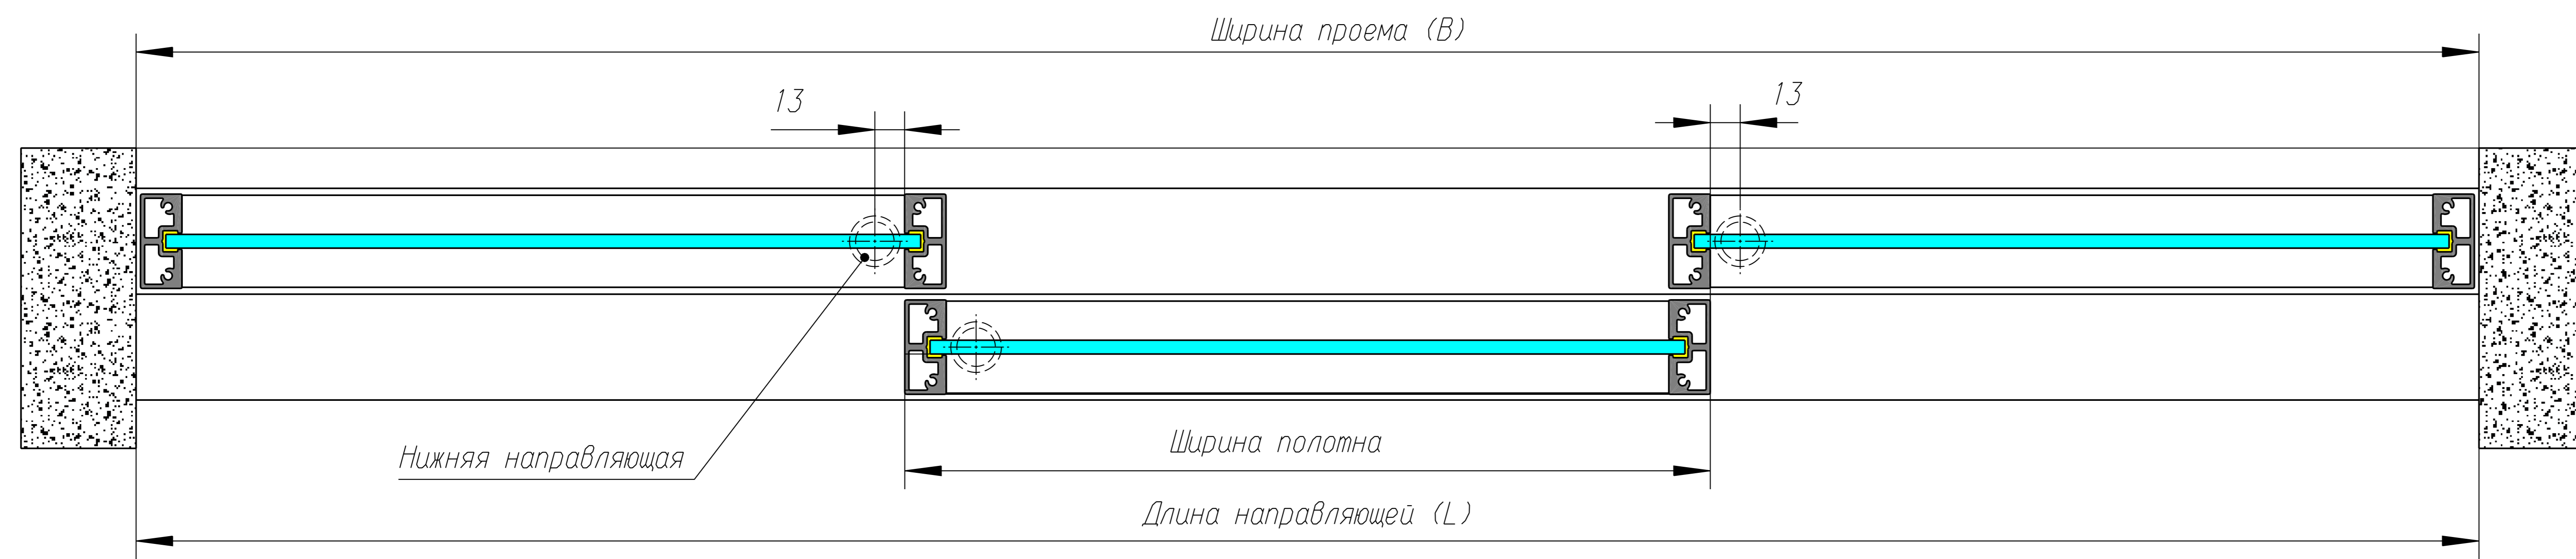 Ширина проема (В)
13
13
Нижняя направляющая
Ширина полотна
Длина направляющей (L)